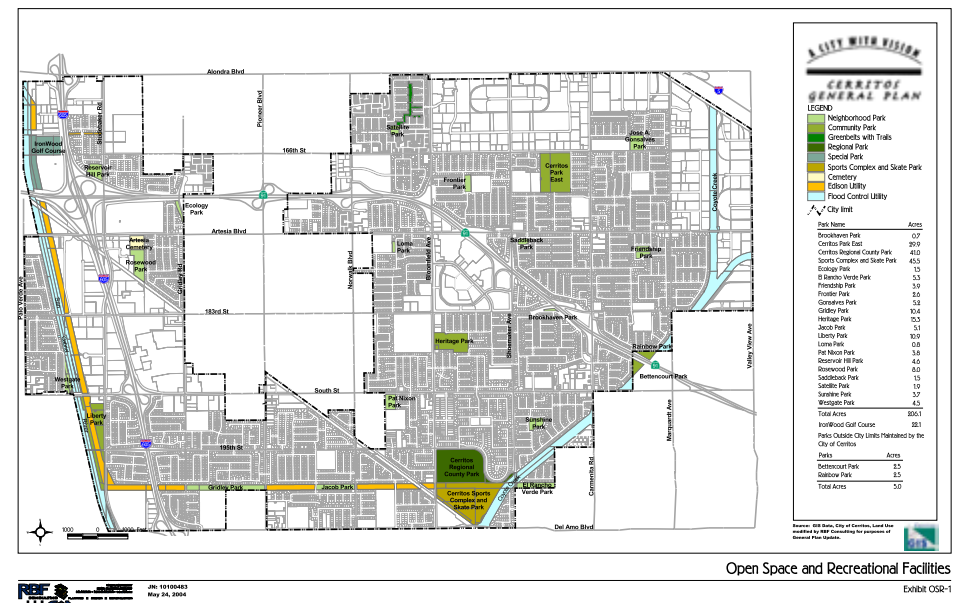 A CITY WITH VISION
CERRITOS
GENERAL PLAN
LEGEND
Neighborhood Park
Community Park
Greenbelts with Trails
Regional Park
Special Park
Sports Complex and Skate Park
Cemetery
Edison Utility
Flood Control Utility
City limit
Park Name Acres
Brookhaven Park 0.7
Cerritos Park East 29.9
Cerritos Regional County Park 41.0
Sports Complex and Skate Park 45.5
Ecology Park 1.5
El Rancho Verde Park 5.3
Friendship Park 3.9
Frontier Park 2.6
Gonsalves Park 5.2
Gridley Park 10.4
Heritage Park 15.3
Jacob Park 5.1
Liberty Park 10.9
Loma Park 0.8
Pat Nixon Park 3.8
Reservoir Hill Park 4.6
Rosewood Park 8.0
Saddleback Park 1.5
Satellite Park 1.9
Sunshine Park 3.7
Westgate Park 4.5
Total Acres 206.1
IronWood Golf Course 22.1
Parks Outside City Limits Maintained by the
City of Cerritos
Parks Acres
Bettencourt Park 2.5
Rainbow Park 2.5
Total Acres 5.0
Source: GIS Data, City of Cerritos, Land Use
modified by RBF Consulting for purposes of
General Plan Update.
GIS
Alondra Blvd
Pioneer Blvd
Shoemaker Rd
Satellite
Park
Jose A.
Gonsalves
Park
IronWood
Golf Course
166th St
Reservoir
Hill Park
Cerritos
Park
East
Frontier
Park
Coyote Creek
Ecology
Park
Artesia Blvd
Artesia
Cemetery
Rosewood
Park
Loma
Park
Bloomfield Ave
Saddleback
Park
Friendship
Park
Gridley Rd
Norwalk Blvd
Palo Verde Ave
183rd St
Brookhaven Park
Shoemaker Ave
Heritage Park
Rainbow Park
Valley View Ave
Bettencourt Park
Westgate
Park
South St
Pat Nixon
Park
Marquardt Ave
Liberty
Park
Sunshine
Park
195th St
Cerritos
Regional
County Park
Carmenita Rd
Gridley Park
Jacob Park
El Rancho
Verde Park
Cerritos Sports
Complex and
Skate Park
Del Amo Blvd
1000 0 1000 Feet
Open Space and Recreational Facilities
RBF
CONSULTING
JN: 10100483
May 24, 2004
Exhibit OSR-1